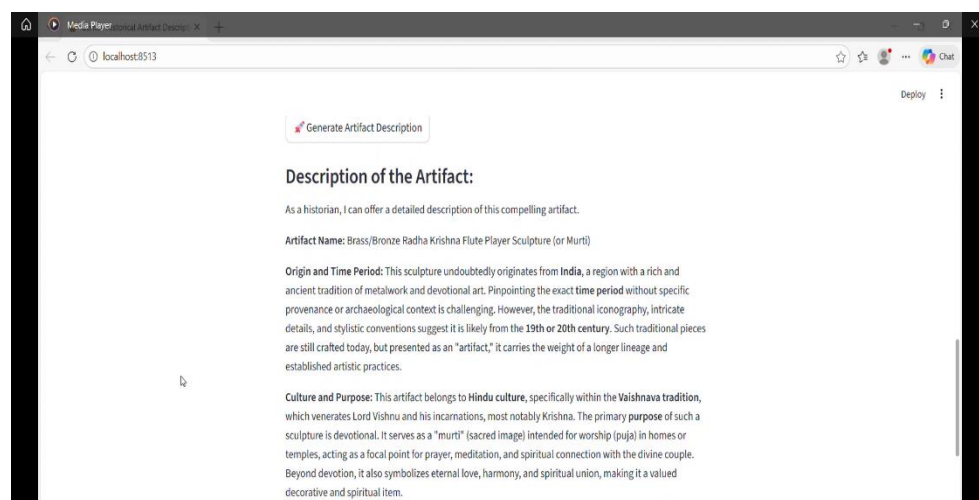 Media Player
localhost:8513
Chat
Deploy
Generate Artifact Description
Description of the Artifact:
As a historian, I can offer a detailed description of this compelling artifact.
Artifact Name: Brass/Bronze Radha Krishna Flute Player Sculpture (or Murti)
Origin and Time Period: This sculpture undoubtedly originates from India, a region with a rich and
ancient tradition of metalwork and devotional art. Pinpointing the exact time period without specific
provenance or archaeological context is challenging. However, the traditional iconography, intricate
details, and stylistic conventions suggest it is likely from the 19th or 20th century. Such traditional pieces
are still crafted today, but presented as an "artifact," it carries the weight of a longer lineage and
established artistic practices.
Culture and Purpose: This artifact belongs to Hindu culture, specifically within the Vaishnava tradition,
which venerates Lord Vishnu and his incarnations, most notably Krishna. The primary purpose of such a
sculpture is devotional. It serves as a "murti" (sacred image) intended for worship (puja) in homes or
temples, acting as a focal point for prayer, meditation, and spiritual connection with the divine couple.
Beyond devotion, it also symbolizes eternal love, harmony, and spiritual union, making it a valued
decorative and spiritual item.